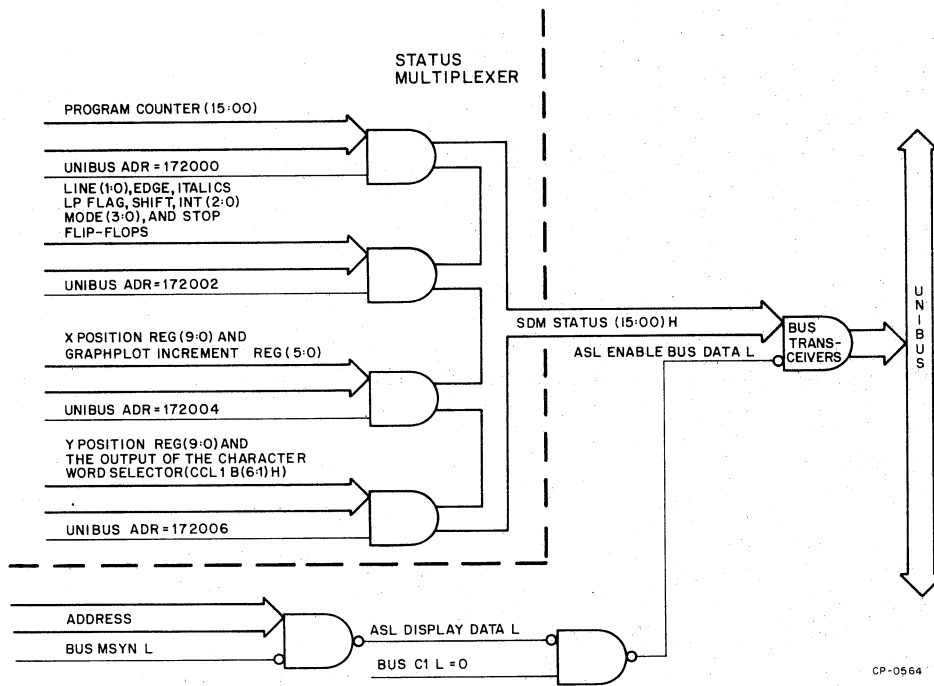 STATUS
MULTIPLEXER
PROGRAM COUNTER (15:00)
UNIBUS ADR = 172000
LINE (1:0), EDGE, ITALICS
LP FLAG, SHIFT, INT (2:0)
MODE (3:0), AND STOP
FLIP-FLOPS
UNIBUS ADR = 172002
X POSITION REG (9:0) AND
GRAPHPLOT INCREMENT REG (5:0)
UNIBUS ADR = 172004
Y POSITION REG (9:0) AND
THE OUTPUT OF THE CHARACTER
WORD SELECTOR (CCL1 B(6:1) H)
UNIBUS ADR = 172006
SDM STATUS (15:00) H
ASL ENABLE BUS DATA L
BUS
TRANS-
CEIVERS
UNIBUS
ADDRESS
BUS MSYN L
ASL DISPLAY DATA L
BUS C1 L = 0
CP-0564